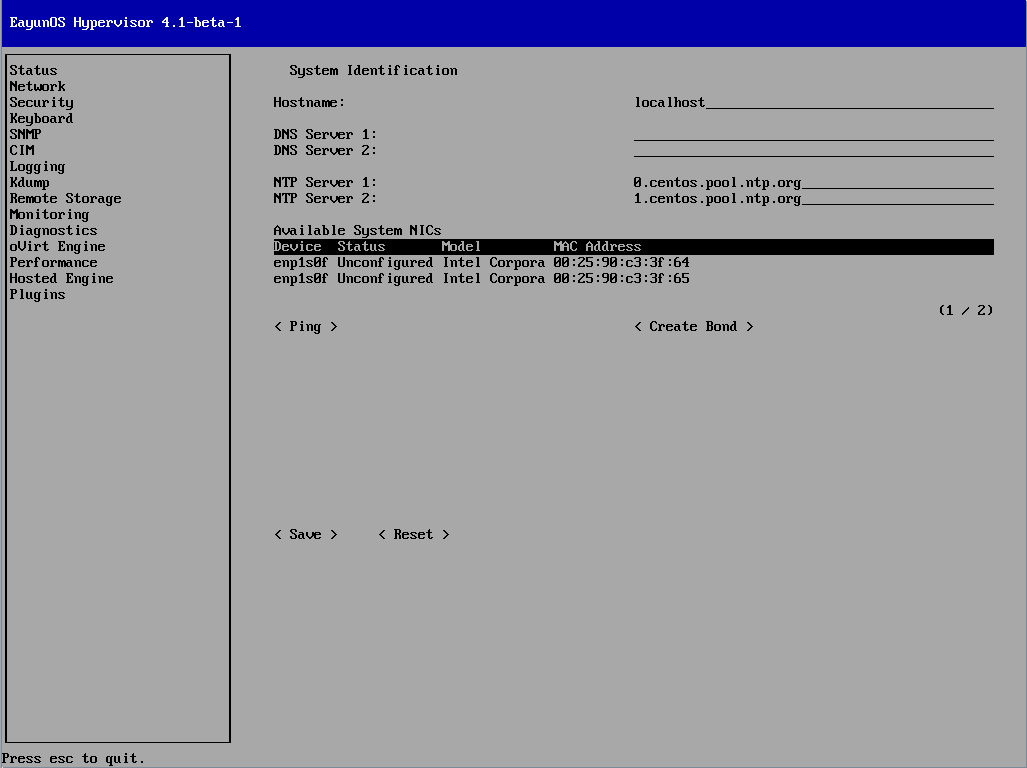 EayunOS Hypervisor 4.1-beta-1
Status
Network
Security
Keyboard
SNMP
CIM
Logging
Kdump
Remote Storage
Monitoring
Diagnostics
oVirt Engine
Performance
Hosted Engine
Plugins
System Identification
Hostname: localhost
DNS Server 1:
DNS Server 2:
NTP Server 1: 0.centos.pool.ntp.org
NTP Server 2: 1.centos.pool.ntp.org
Available System NICs
Device Status Model MAC Address
enp1s0f Unconfigured Intel Corpora 00:25:90:c3:3f:64
enp1s0f Unconfigured Intel Corpora 00:25:90:c3:3f:65
(1 / 2)
< Ping > < Create Bond >
< Save > < Reset >
Press esc to quit.